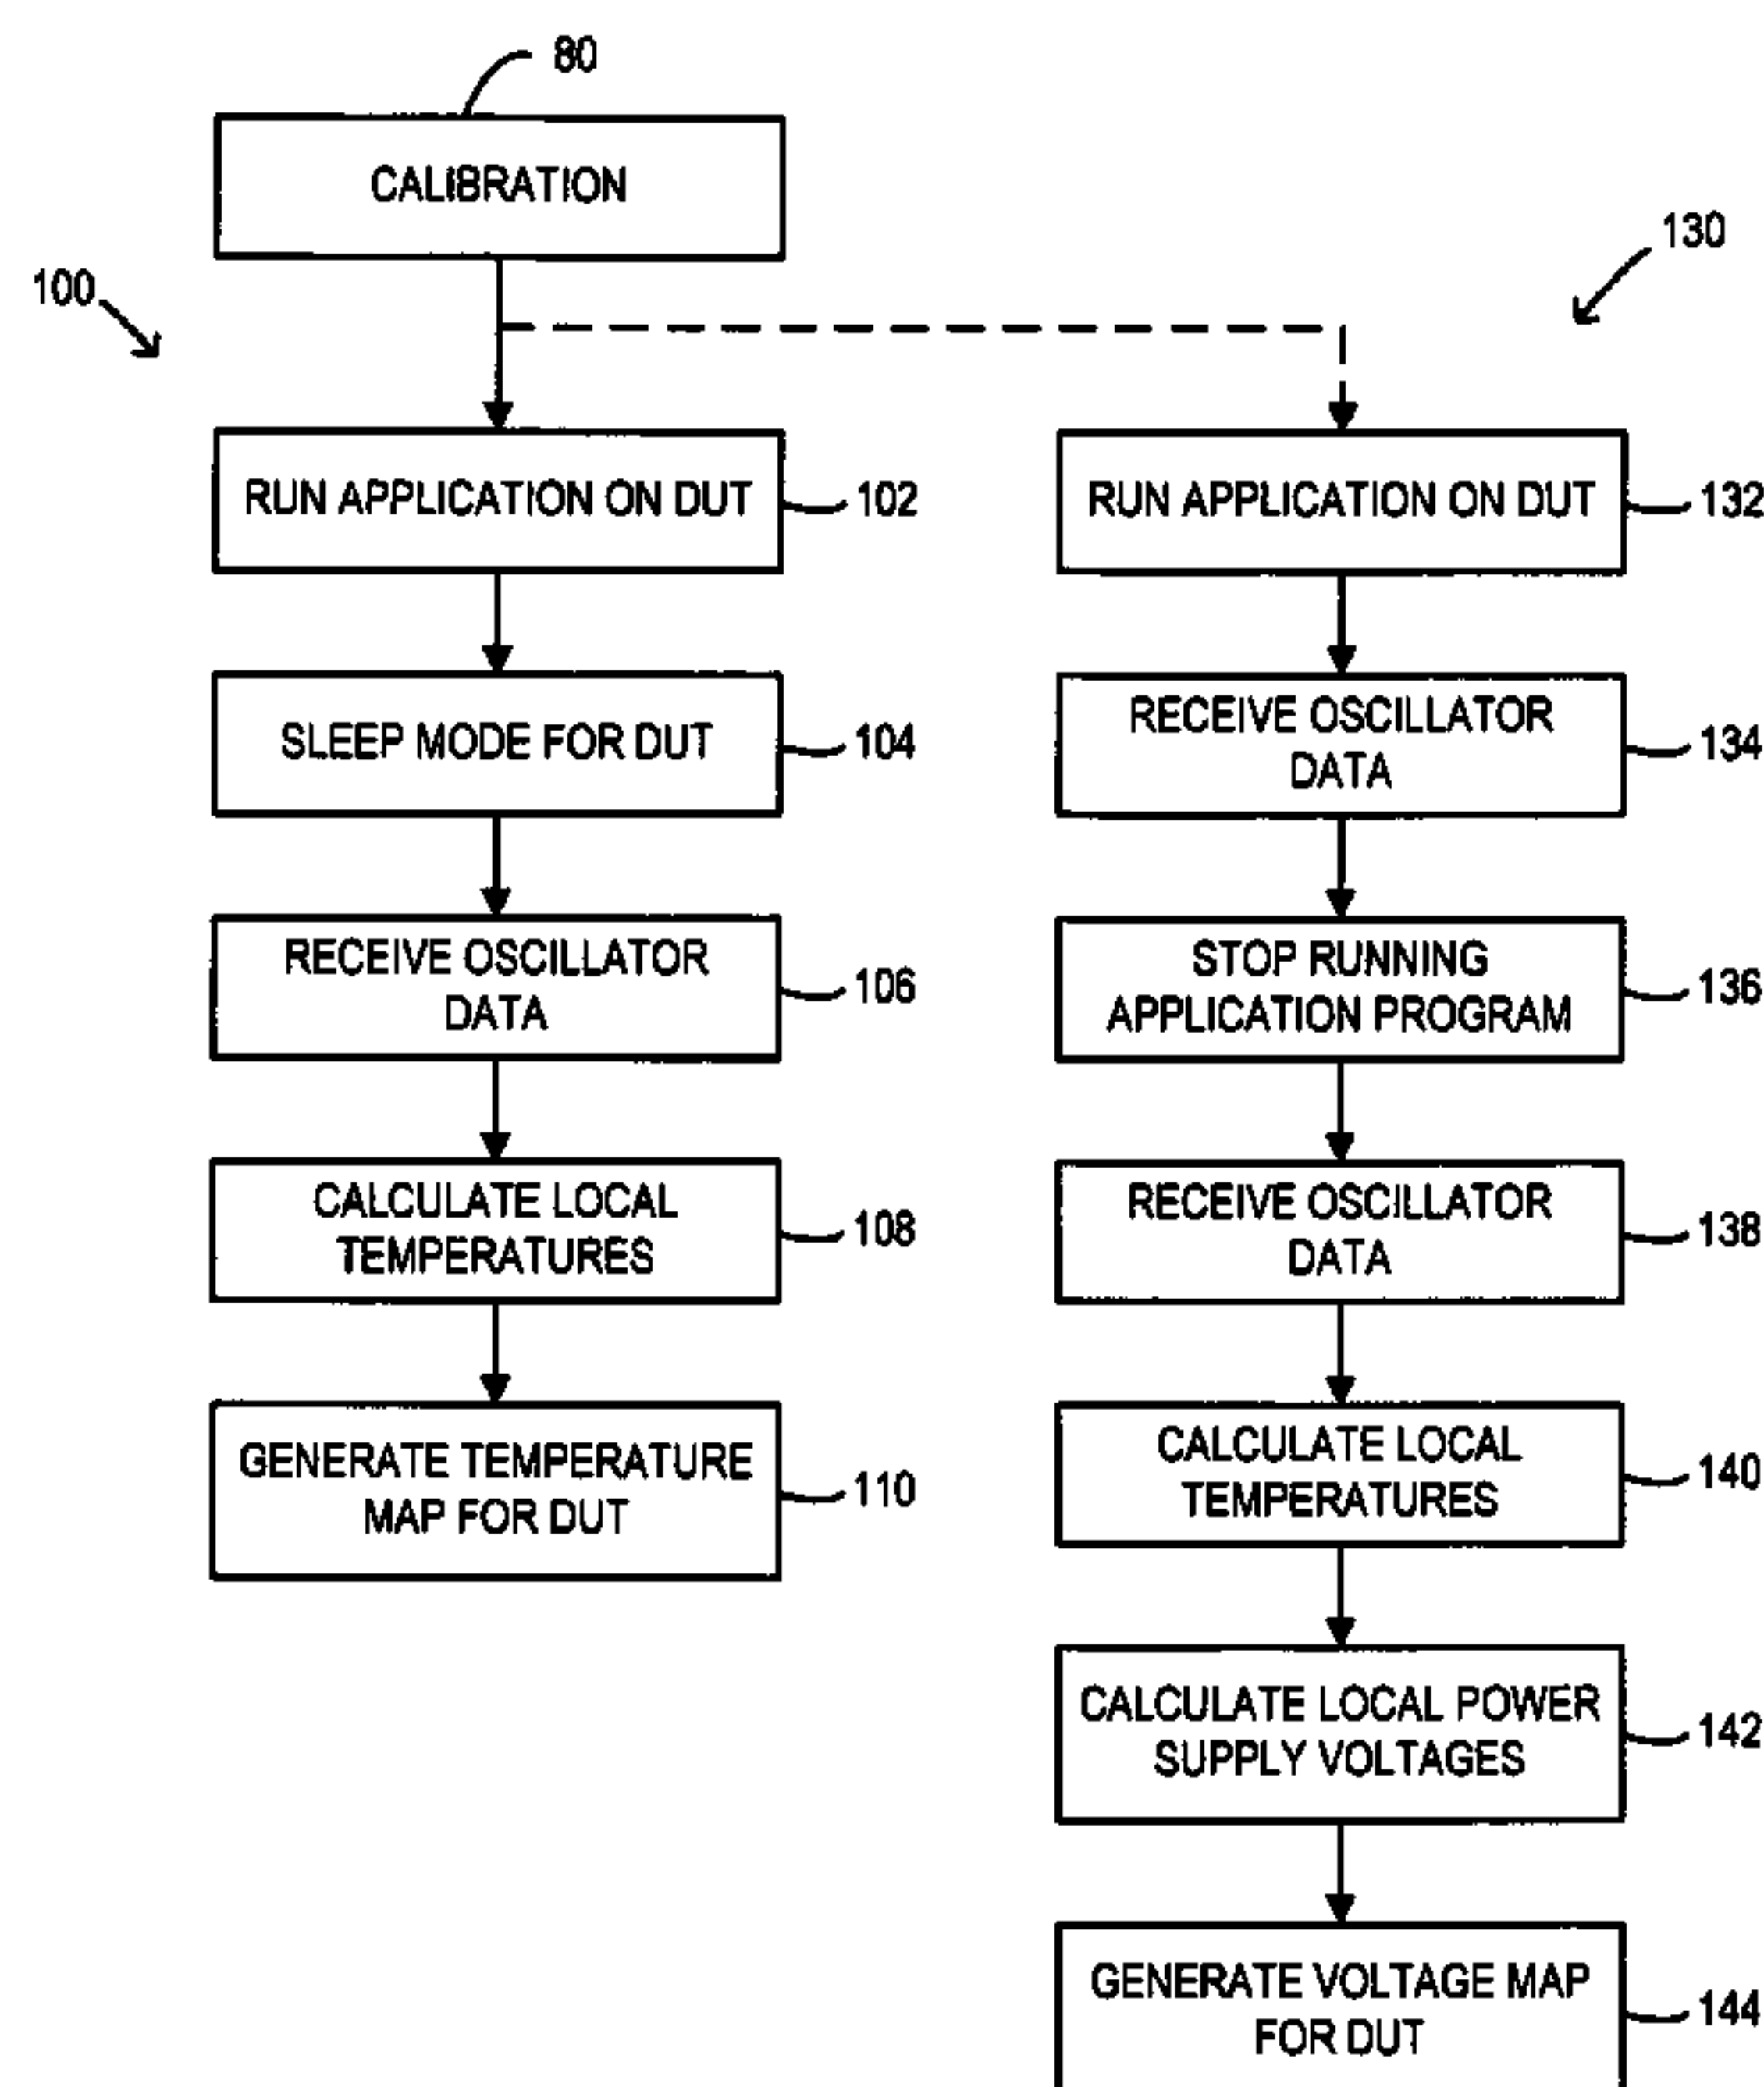 80
CALIBRATION
100
130
RUN APPLICATION ON DUT
102
SLEEP MODE FOR DUT
104
RECEIVE OSCILLATOR
DATA
106
CALCULATE LOCAL
TEMPERATURES
108
GENERATE TEMPERATURE
MAP FOR DUT
110
RUN APPLICATION ON DUT
132
RECEIVE OSCILLATOR
DATA
134
STOP RUNNING
APPLICATION PROGRAM
136
RECEIVE OSCILLATOR
DATA
138
CALCULATE LOCAL
TEMPERATURES
140
CALCULATE LOCAL POWER
SUPPLY VOLTAGES
142
GENERATE VOLTAGE MAP
FOR DUT
144